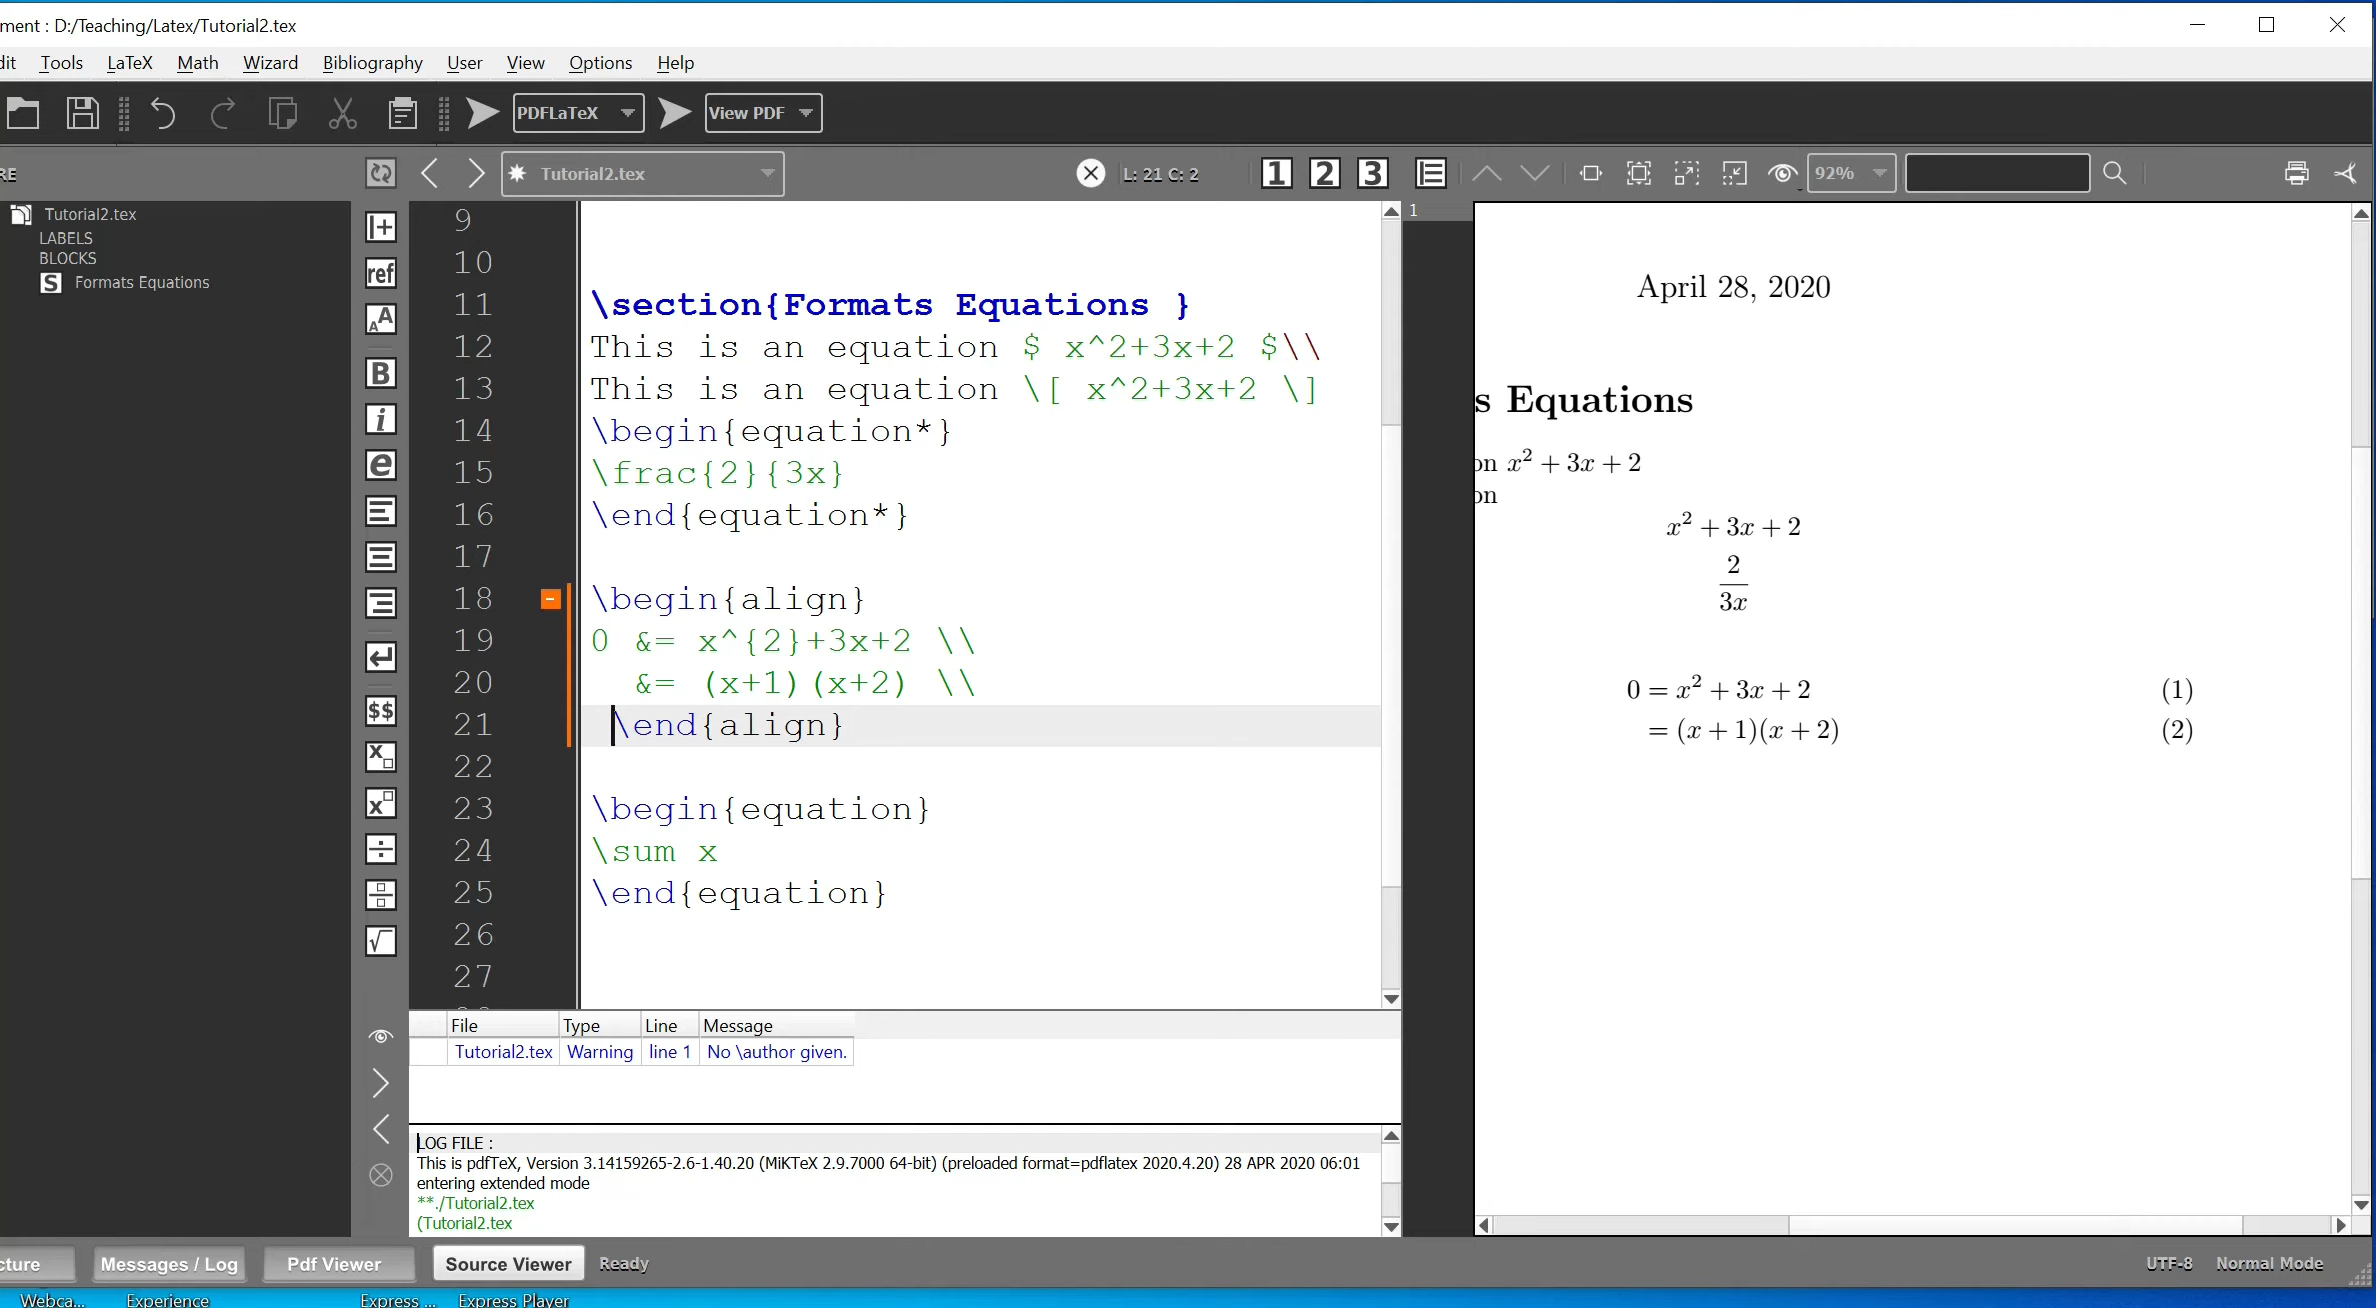 ment : D:/Teaching/Latex/Tutorial2.tex
dit Tools LaTeX Math Wizard Bibliography User View Options Help
PDFLaTeX View PDF
RE Tutorial2.tex L: 21 C: 2 1 2 3 92%
Tutorial2.tex
LABELS
BLOCKS
S Formats Equations
ref
AA
B
i
e
$$
x
x
9
10
11 \section{Formats Equations }
12 This is an equation $ x^2+3x+2 $\\
13 This is an equation \[ x^2+3x+2 \]
14 \begin{equation*}
15 \frac{2}{3x}
16 \end{equation*}
17
18 \begin{align}
19 0 &= x^{2}+3x+2 \\
20 &= (x+1)(x+2) \\
21 \end{align}
22
23 \begin{equation}
24 \sum x
25 \end{equation}
26
27
File Type Line Message
Tutorial2.tex Warning line 1 No \author given.
LOG FILE :
This is pdfTeX, Version 3.14159265-2.6-1.40.20 (MiKTeX 2.9.7000 64-bit) (preloaded format=pdflatex 2020.4.20) 28 APR 2020 06:01
entering extended mode
**./Tutorial2.tex
(Tutorial2.tex
1
April 28, 2020
s Equations
on x² + 3x + 2
on
x² + 3x + 2
2
3x
0 = x² + 3x + 2 (1)
= (x + 1)(x + 2) (2)
cture Messages / Log Pdf Viewer Source Viewer Ready UTF-8 Normal Mode
Webca... Experience Express ... Express Player